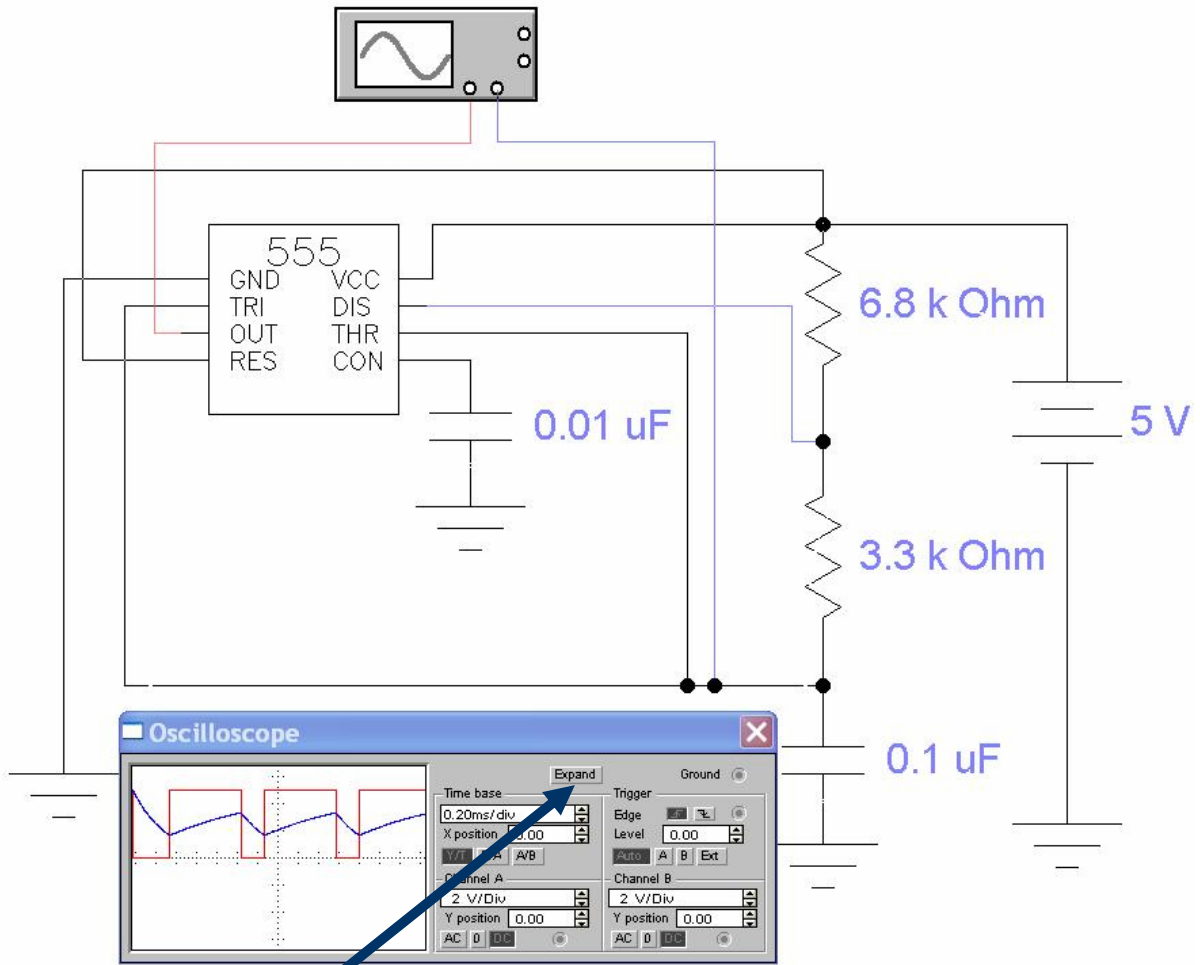 555
GND VCC
TRI DIS
OUT THR
RES CON
6.8 k Ohm
0.01 uF
5 V
3.3 k Ohm
0.1 uF
Oscilloscope
Expand
Ground
Time base
0.20ms/div
X position 0.00
Y/T A/B
Trigger
Edge
Level 0.00
Auto A B Ext
Channel A
2 V/Div
Y position 0.00
AC 0 DC
Channel B
2 V/Div
Y position 0.00
AC 0 DC